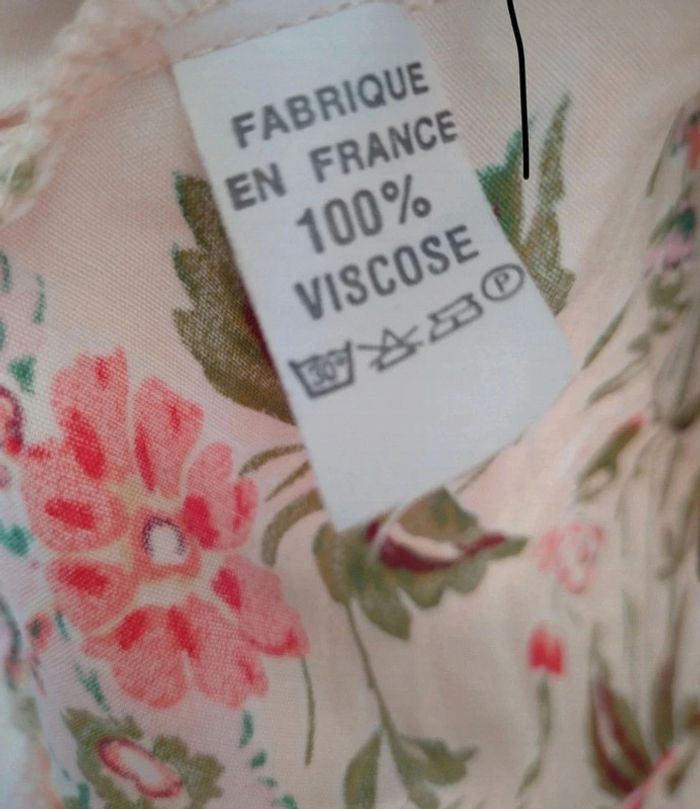 FABRIQUE
EN FRANCE
100%
VISCOSE
30° P